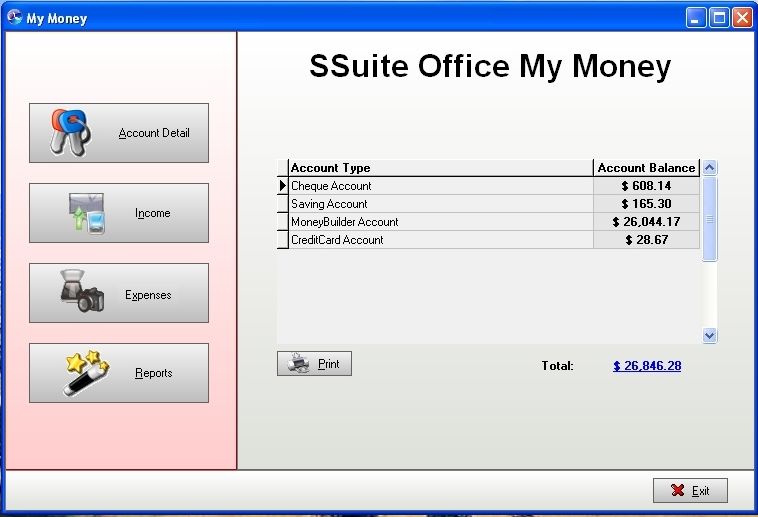 My Money
SSuite Office My Money
Account Detail
Income
Expenses
Reports
Account Type Account Balance
Cheque Account $ 608.14
Saving Account $ 165.30
MoneyBuilder Account $ 26,044.17
CreditCard Account $ 28.67
Print
Total: $ 26,846.28
Exit